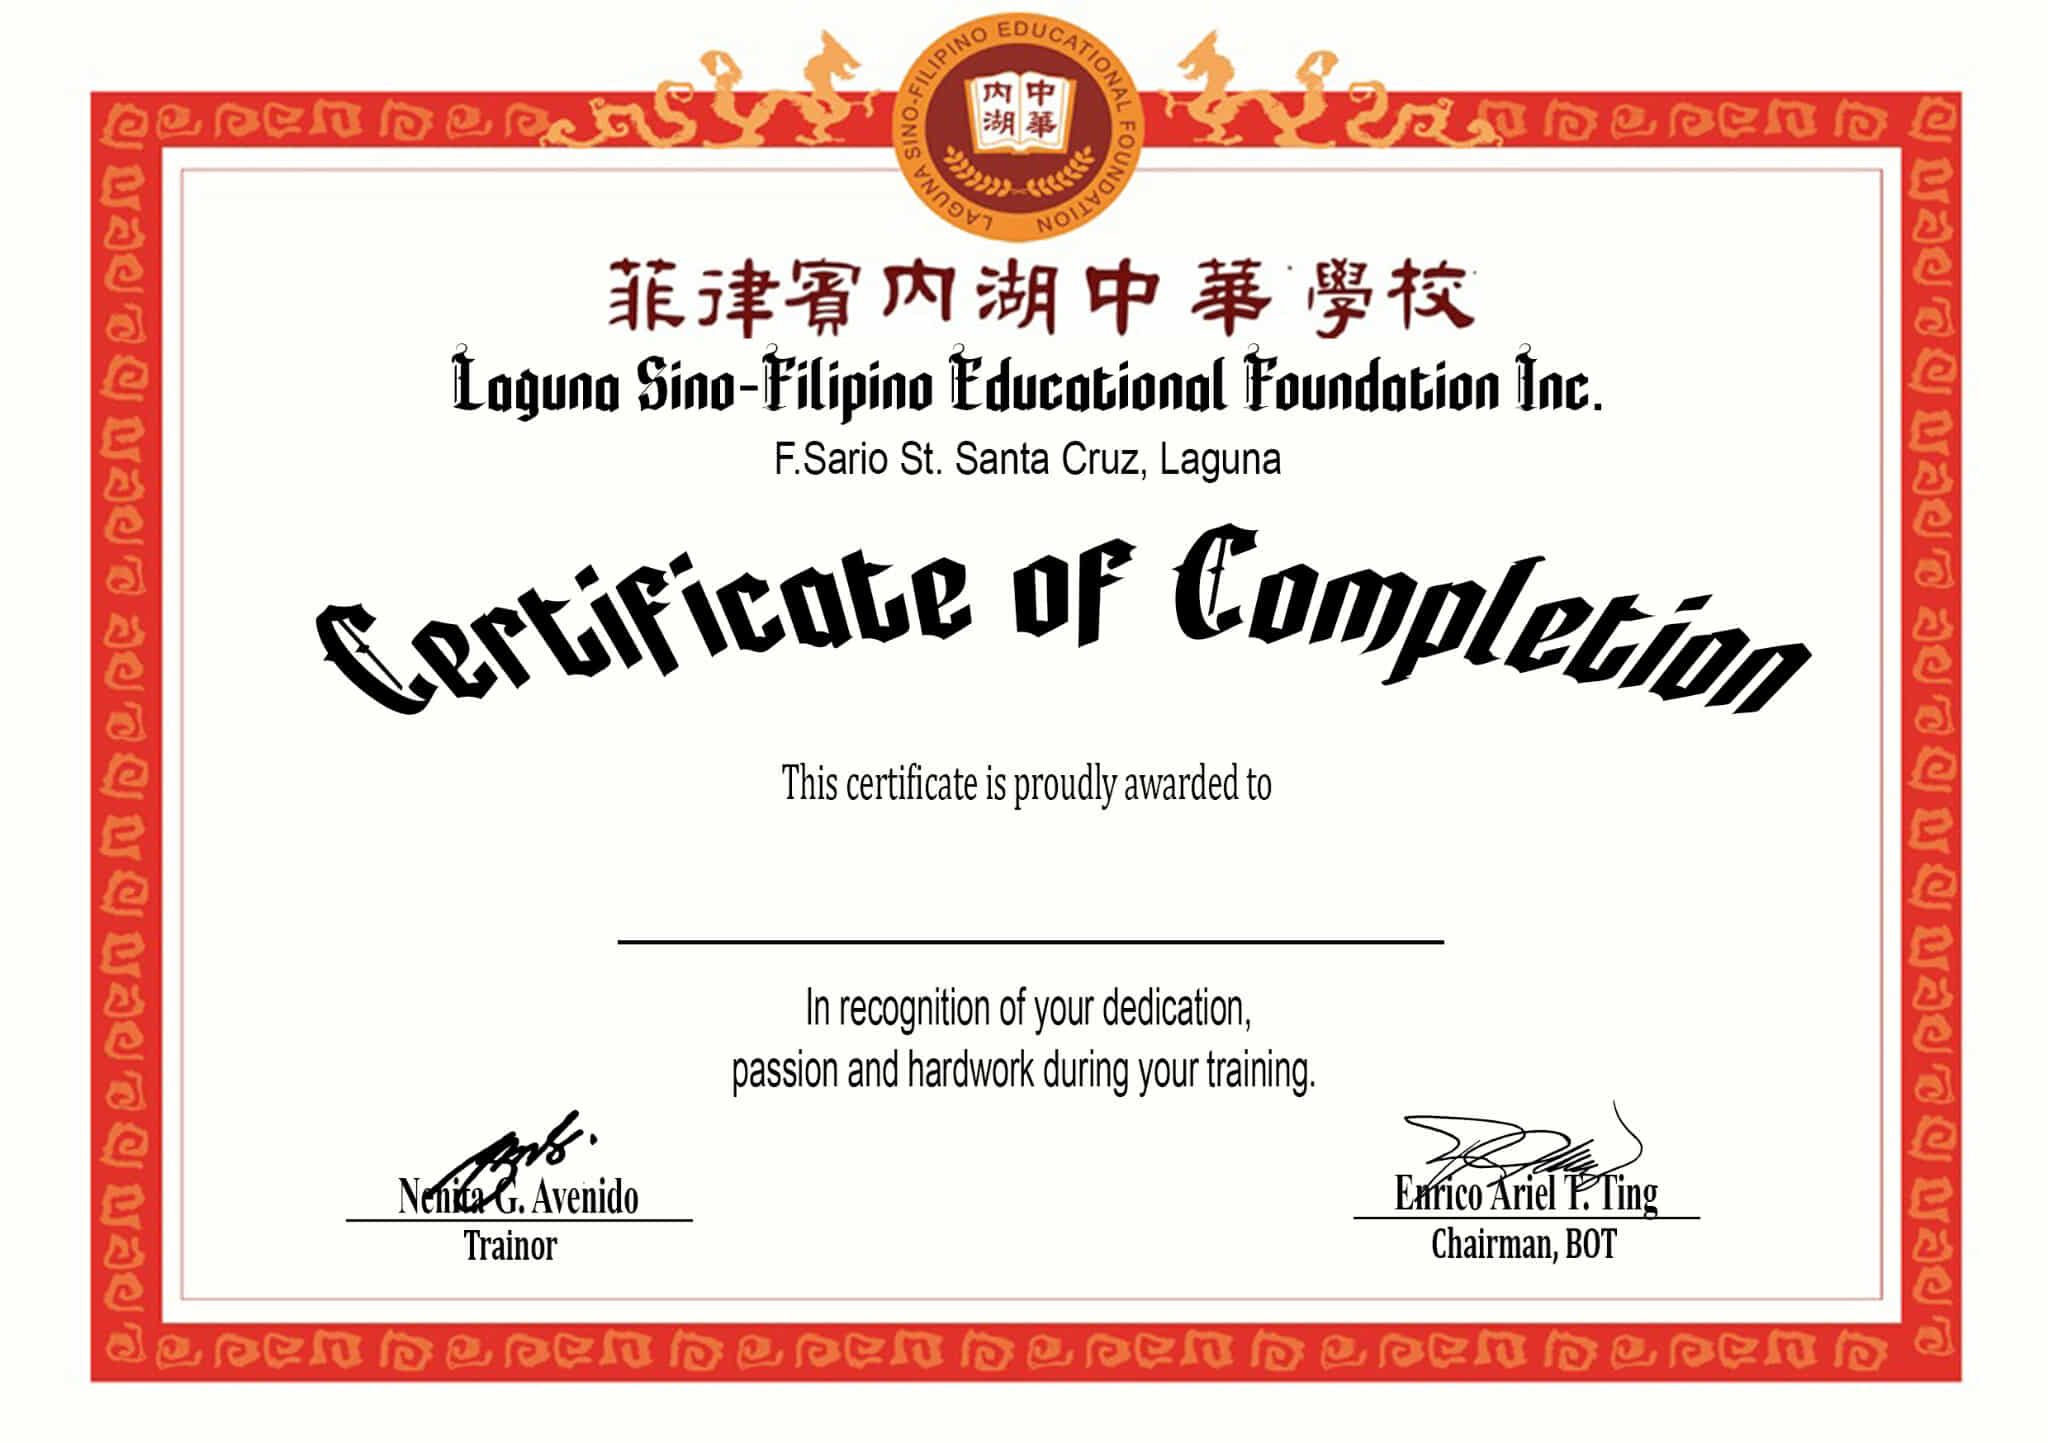 LAGUNA SINO-FILIPINO EDUCATIONAL FOUNDATION
中華
內湖
菲律賓內湖中華學校
Laguna Sino-Filipino Educational Foundation Inc.
F.Sario St. Santa Cruz, Laguna
Certificate of Completion
This certificate is proudly awarded to
In recognition of your dedication,
passion and hardwork during your training.
Nenita G. Avenido
Trainor
Enrico Ariel T. Ting
Chairman, BOT